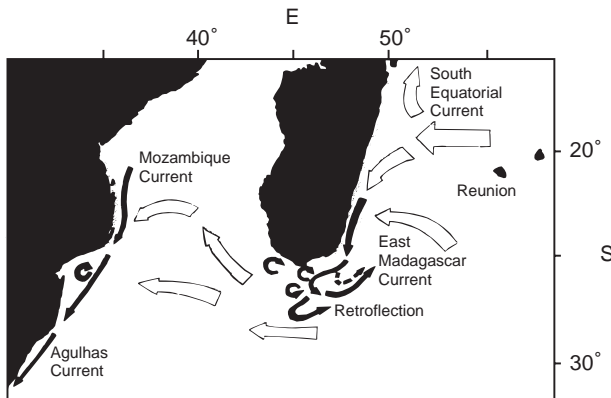 E
40°
50°
South
Equatorial
Current
Mozambique
Current
20°
Reunion
East
Madagascar
Current
S
Retroflection
Agulhas
Current
30°